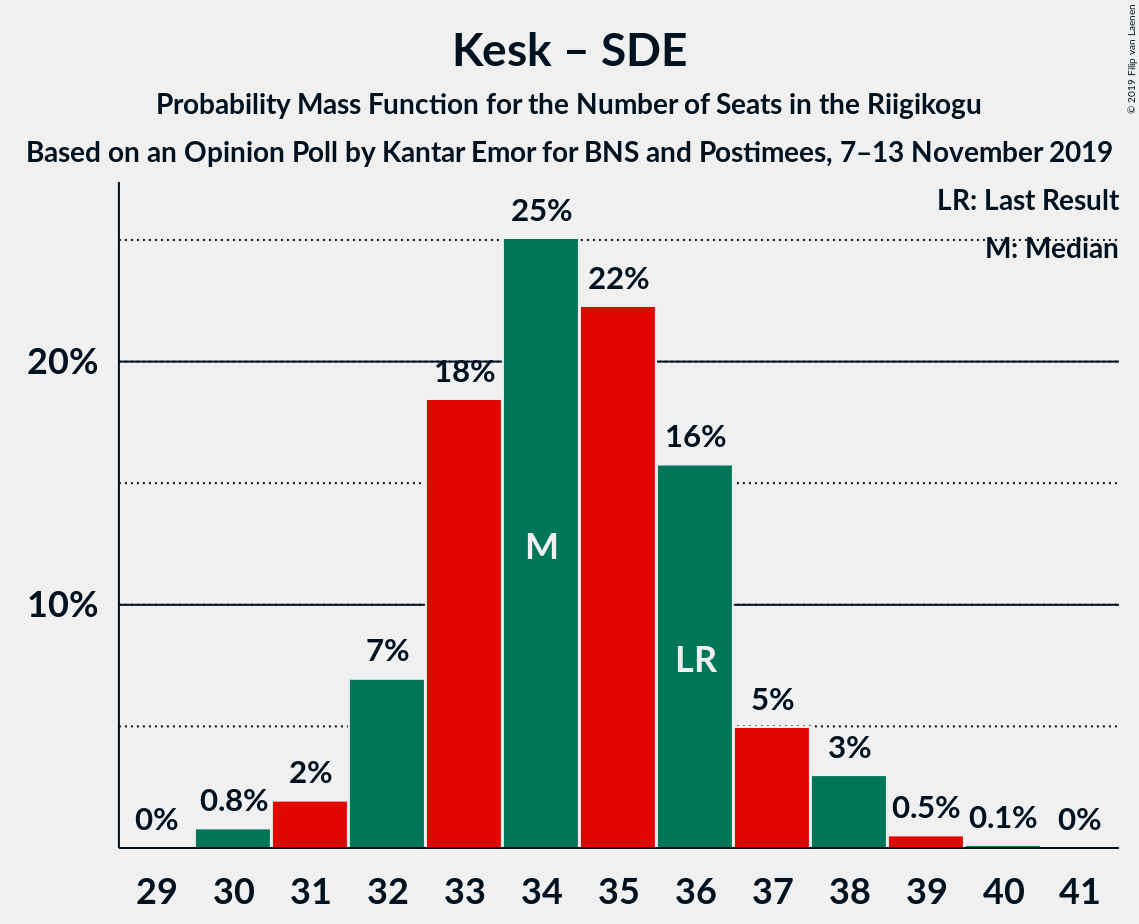 Kesk – SDE
Probability Mass Function for the Number of Seats in the Riigikogu
Based on an Opinion Poll by Kantar Emor for BNS and Postimees, 7–13 November 2019
© 2019 Filip van Laenen
LR: Last Result
M: Median
20%
10%
0%
0.8%
2%
7%
18%
25%
22%
16%
5%
3%
0.5%
0.1%
0%
M
LR
29 30 31 32 33 34 35 36 37 38 39 40 41